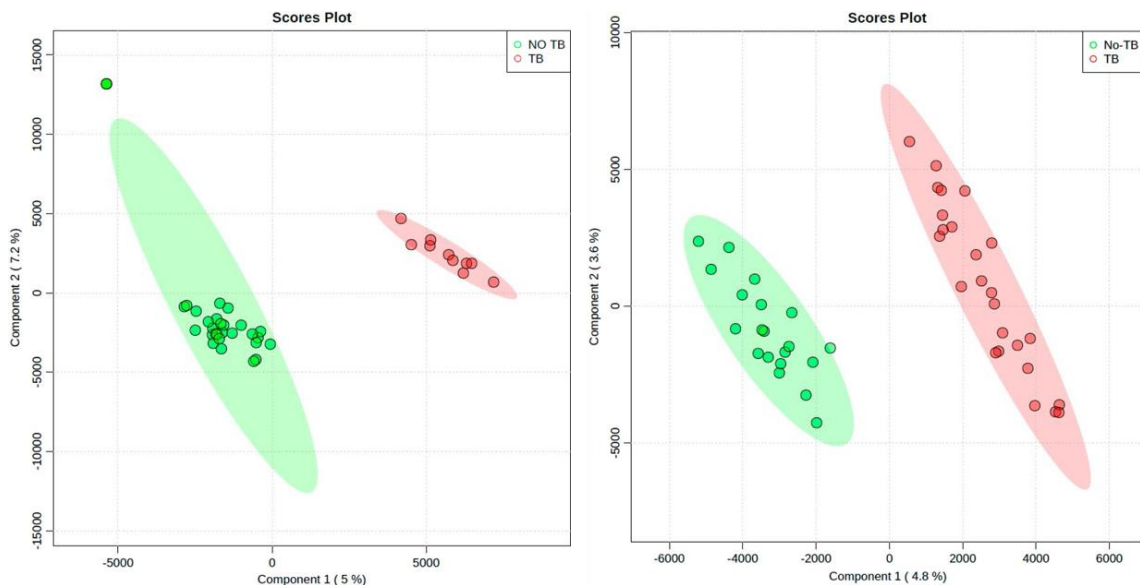 Scores Plot
NO TB
TB
15000
10000
5000
0
-5000
-10000
-15000
Component 2 ( 7.2 %)
-5000
0
5000
Component 1 ( 5 %)
Scores Plot
No-TB
TB
10000
5000
0
-5000
Component 2 ( 3.6 %)
-6000
-4000
-2000
0
2000
4000
6000
Component 1 ( 4.8 %)